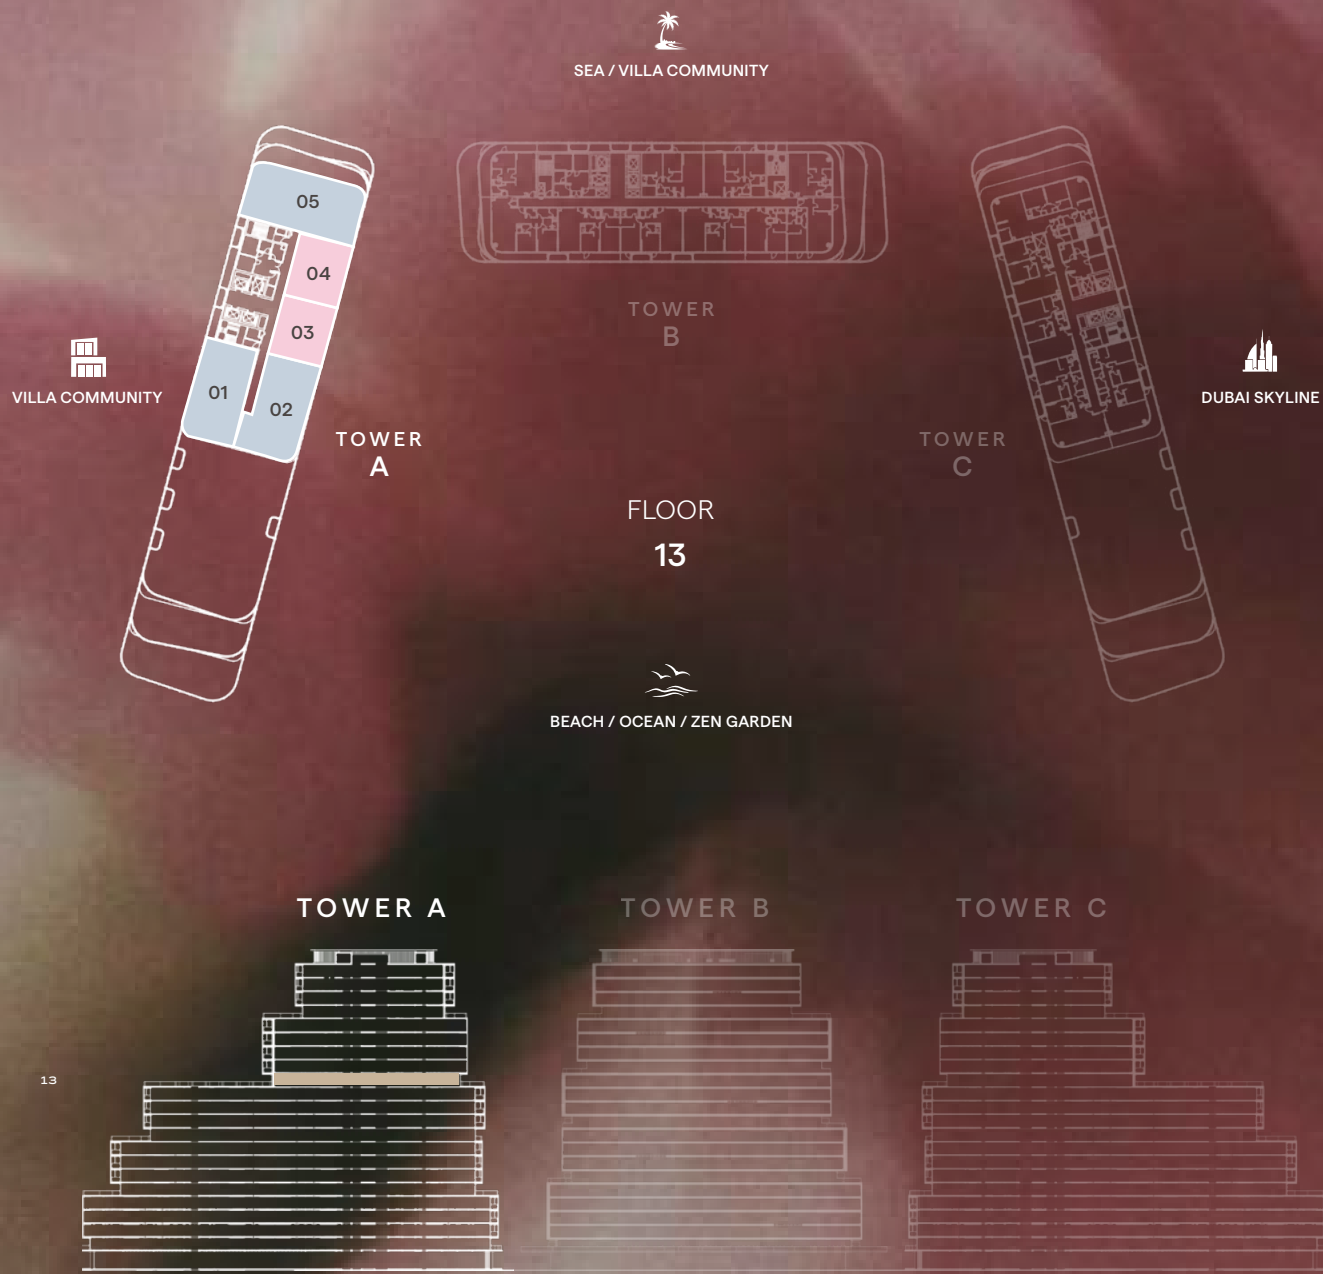 SEA / VILLA COMMUNITY
05
04
03
01
02
TOWER
B
VILLA COMMUNITY
DUBAI SKYLINE
TOWER
A
TOWER
C
FLOOR
13
BEACH / OCEAN / ZEN GARDEN
TOWER A
TOWER B
TOWER C
13